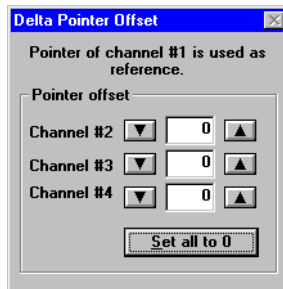 Delta Pointer Offset
Pointer of channel #1 is used as
reference.
Pointer offset
Channel #2 0
Channel #3 0
Channel #4 0
Set all to 0